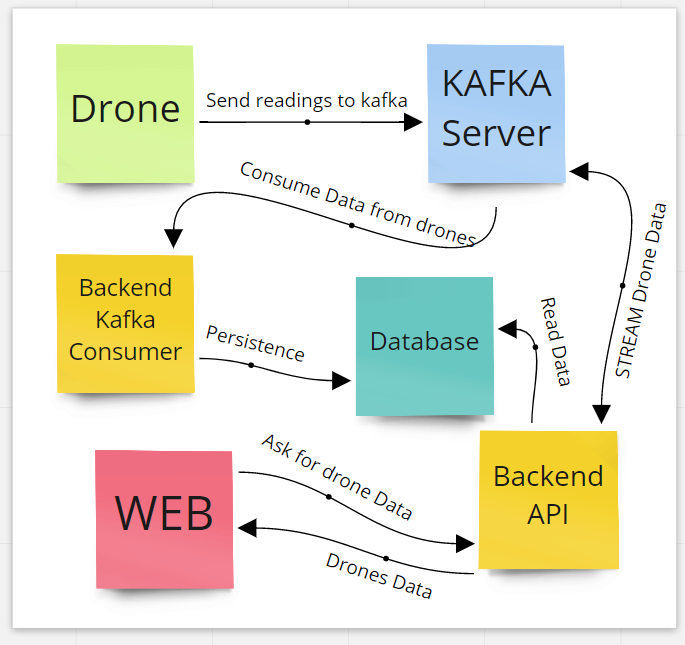 Drone
Send readings to kafka
KAFKA
Server
Consume Data from drones
STREAM Drone Data
Backend
Kafka
Consumer
Persistence
Database
Read Data
WEB
Ask for drone Data
Drones Data
Backend
API